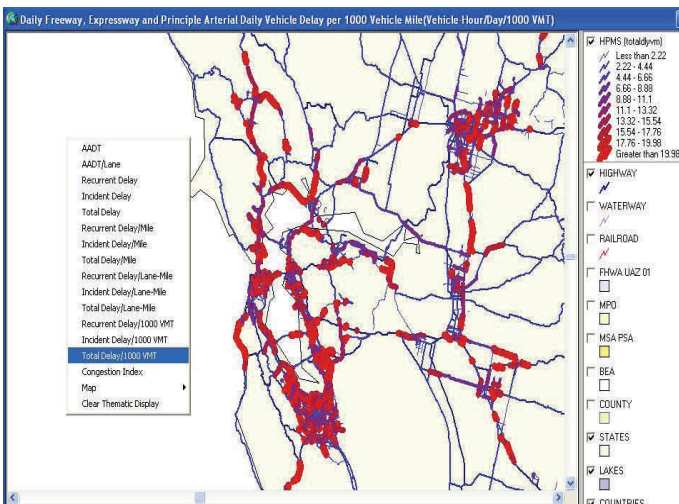 Daily Freeway, Expressway and Principle Arterial Daily Vehicle Delay per 1000 Vehicle Mile(Vehicle-Hour/Day/1000 VMT)
AADT
AADT/Lane
Recurrent Delay
Incident Delay
Total Delay
Recurrent Delay/Mile
Incident Delay/Mile
Total Delay/Mile
Recurrent Delay/Lane-Mile
Incident Delay/Lane-Mile
Total Delay/Lane-Mile
Recurrent Delay/1000 VMT
Incident Delay/1000 VMT
Total Delay/1000 VMT
Congestion Index
Map
Clear Thematic Display
HPMS (totaldlyvm)
Less than 2.22
2.22 - 4.44
4.44 - 6.66
6.66 - 8.88
8.88 - 11.1
11.1 - 13.32
13.32 - 15.54
15.54 - 17.76
17.76 - 19.98
Greater than 19.98
HIGHWAY
WATERWAY
RAILROAD
FHWA UAZ 01
MPO
MSA PSA
BEA
COUNTY
STATES
LAKES
COUNTRIES